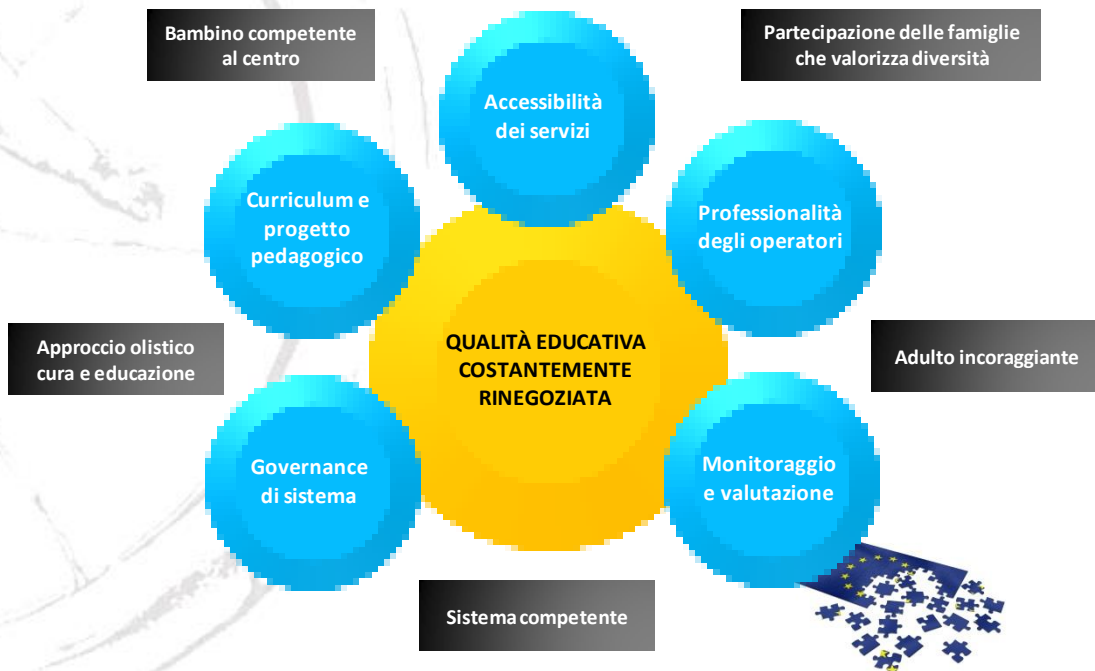 Bambino competente
al centro
Partecipazione delle famiglie
che valorizza diversità
Accessibilità
dei servizi
Curriculum e
progetto
pedagogico
Professionalità
degli operatori
Approccio olistico
cura e educazione
QUALITÀ EDUCATIVA
COSTANTEMENTE
RINEGOZIATA
Adulto incoraggiante
Governance
di sistema
Monitoraggio
e valutazione
Sistema competente